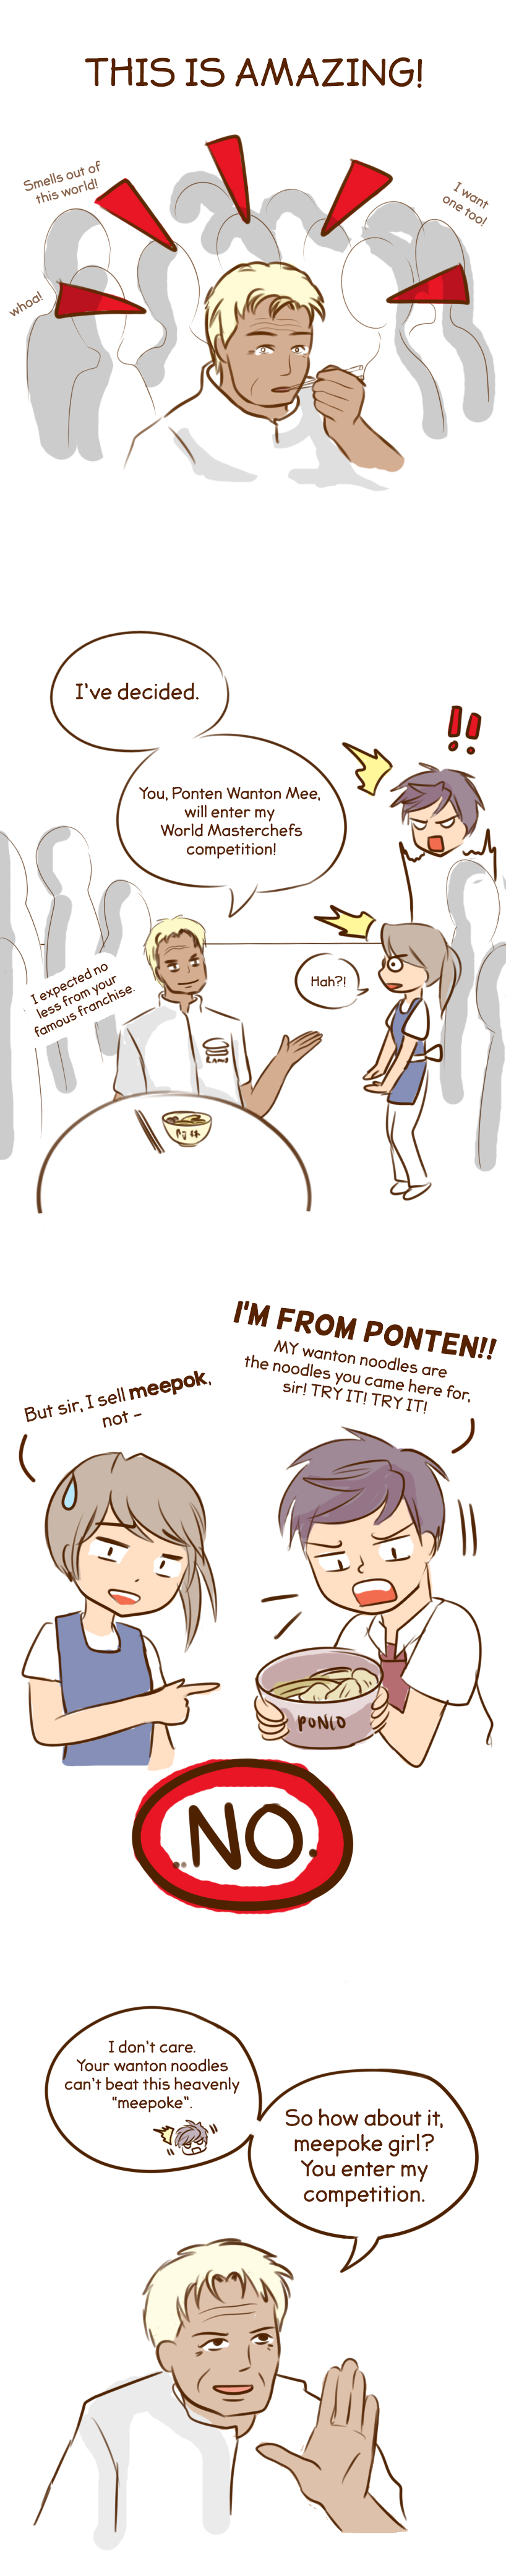 THIS IS AMAZING!
Smells out of
this world!
I want
one too!
whoa!
I've decided.
You, Ponten Wanton Mee,
will enter my
World Masterchefs
competition!
I expected no
less from your
famous franchise.
Hah?!
I'M FROM PONTEN!!
MY wanton noodles are
the noodles you came here for,
sir! TRY IT! TRY IT!
But sir, I sell meepok,
not -
..NO.
I don't care.
Your wanton noodles
can't beat this heavenly
"meepoke".
So how about it,
meepoke girl?
You enter my
competition.